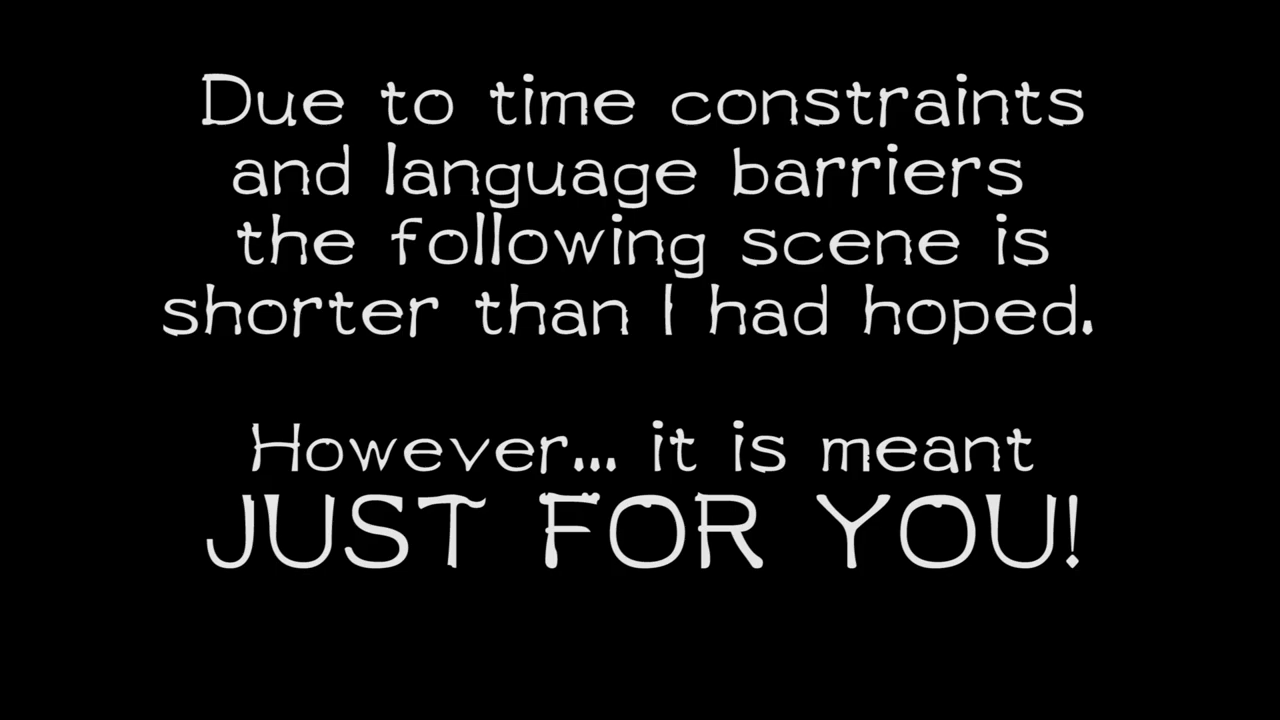 Due to time constraints
and language barriers
the following scene is
shorter than I had hoped.
However... it is meant
JUST FOR YOU!